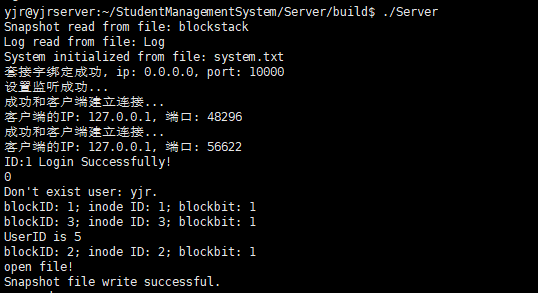 yjr@yjrserver:~/StudentManagementSystem/Server/build$ ./Server
Snapshot read from file: blockstack
Log read from file: Log
System initialized from file: system.txt
套接字绑定成功, ip: 0.0.0.0, port: 10000
设置监听成功...
成功和客户端建立连接...
客户端的IP: 127.0.0.1, 端口: 48296
成功和客户端建立连接...
客户端的IP: 127.0.0.1, 端口: 56622
ID:1 Login Successfully!
0
Don't exist user: yjr.
blockID: 1; inode ID: 1; blockbit: 1
blockID: 3; inode ID: 3; blockbit: 1
UserID is 5
blockID: 2; inode ID: 2; blockbit: 1
open file!
Snapshot file write successful.